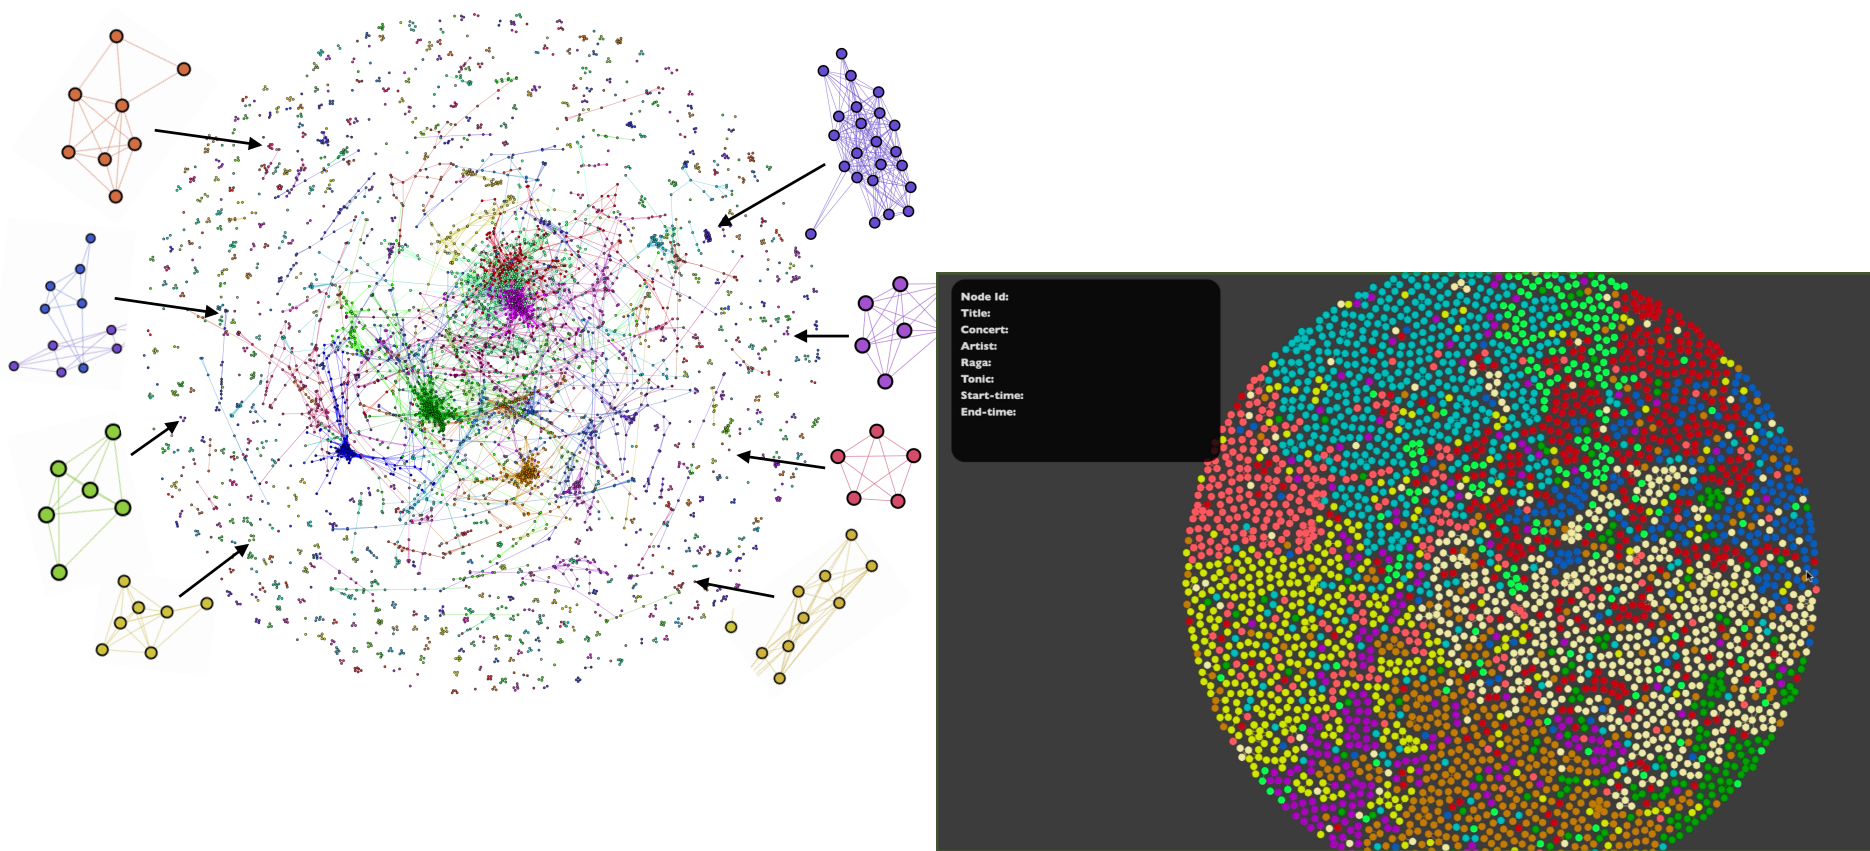 Node Id:
Title:
Concert:
Artist:
Raga:
Tonic:
Start-time:
End-time: